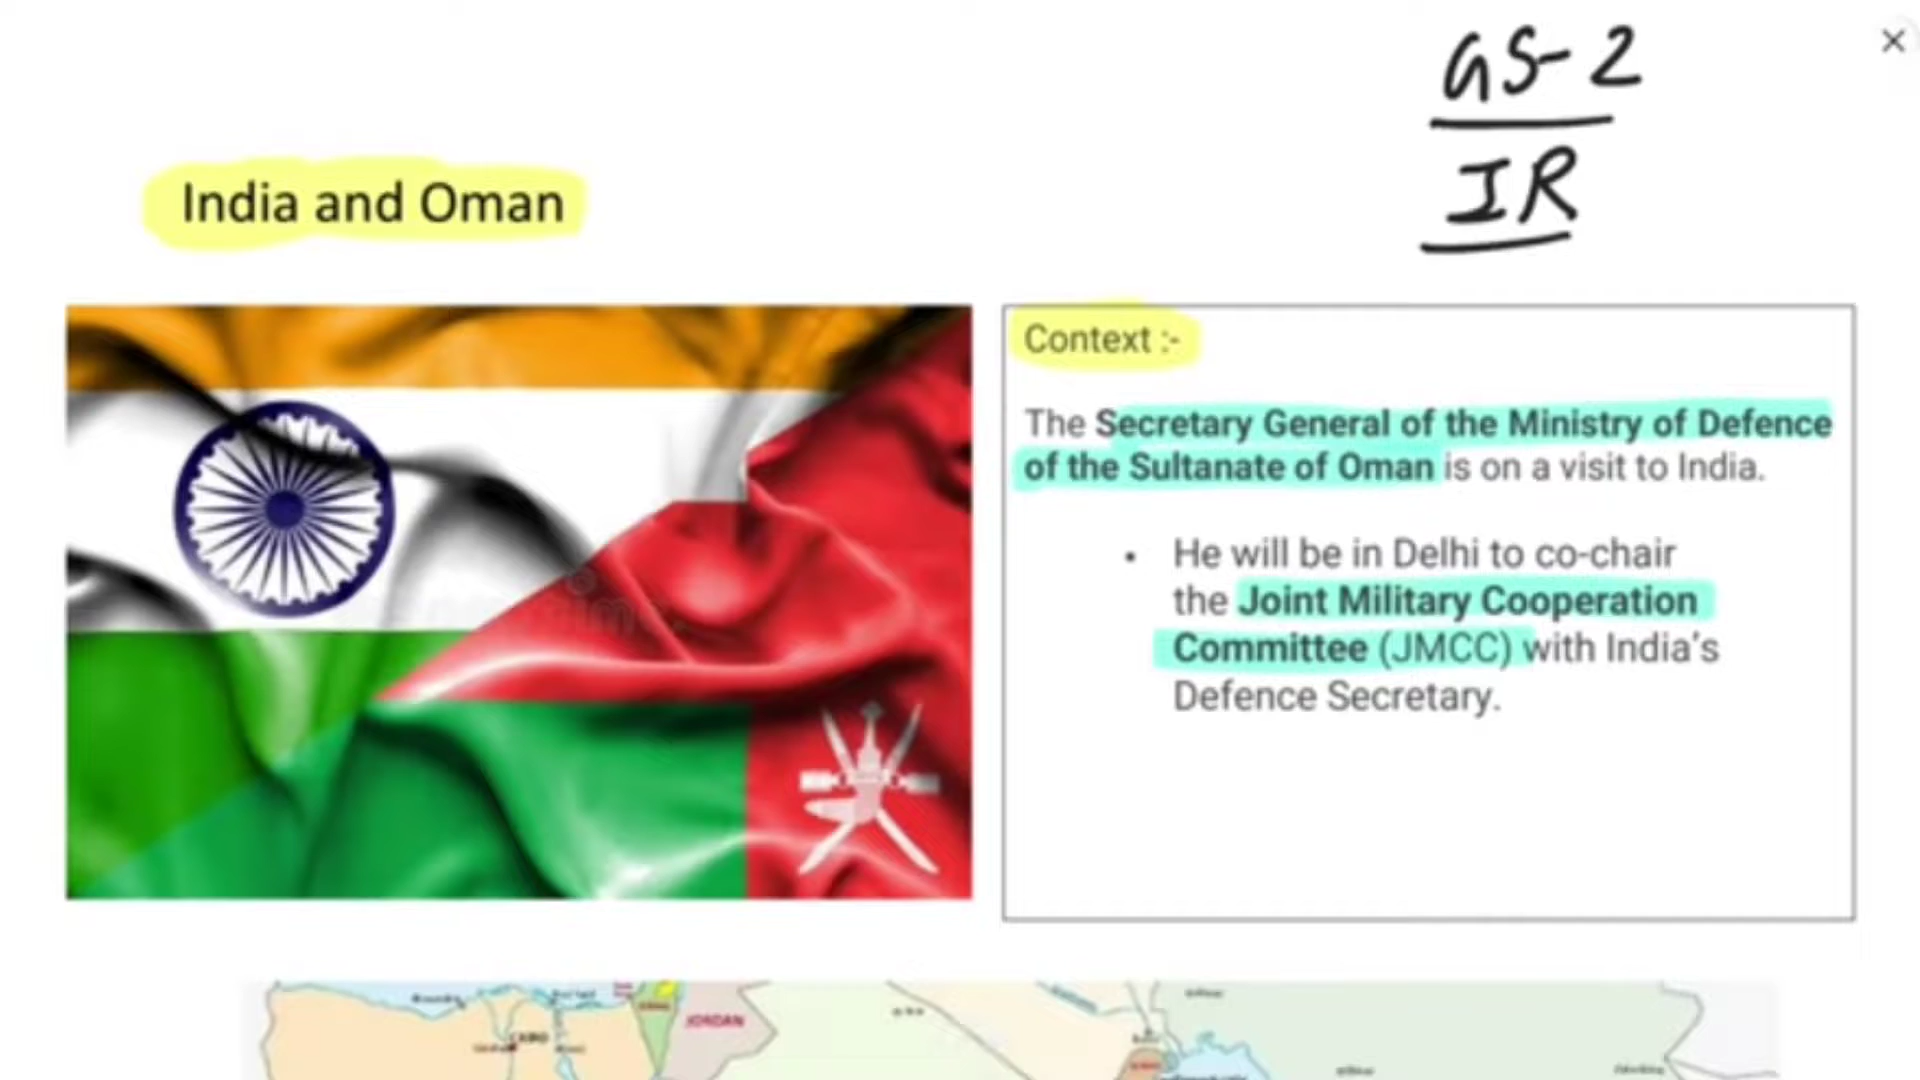 GS-2
IR
India and Oman
Context :-
The Secretary General of the Ministry of Defence
of the Sultanate of Oman is on a visit to India.
• He will be in Delhi to co-chair
the Joint Military Cooperation
Committee (JMCC) with India's
Defence Secretary.
JORDAN
CAIRO